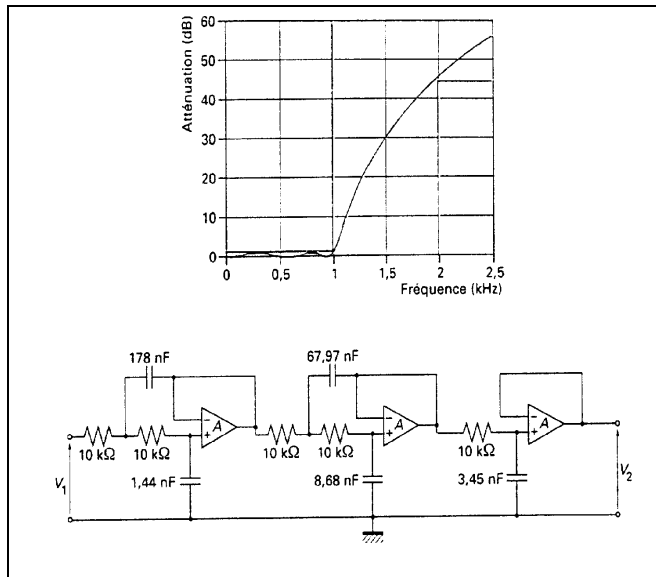 Atténuation (dB)
60
50
40
30
20
10
0
0 0,5 1 1,5 2 2,5
Fréquence (kHz)
178 nF 67,97 nF
− A − A − A
+ + +
10 kΩ 10 kΩ 10 kΩ 10 kΩ 10 kΩ
V1 1,44 nF 8,68 nF 3,45 nF V2